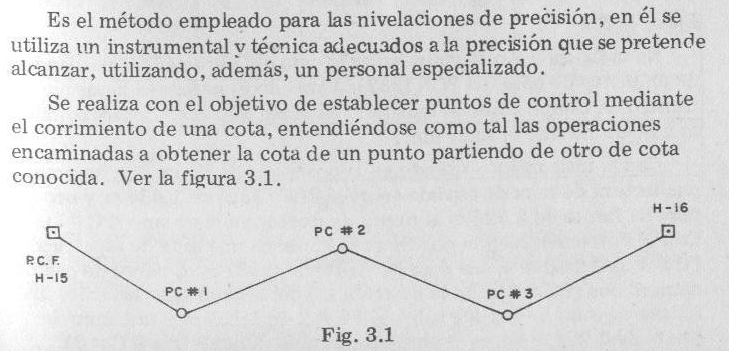 Es el método empleado para las nivelaciones de precisión, en él se
utiliza un instrumental y técnica adecuados a la precisión que se pretende
alcanzar, utilizando, además, un personal especializado.
Se realiza con el objetivo de establecer puntos de control mediante
el corrimiento de una cota, entendiéndose como tal las operaciones
encaminadas a obtener la cota de un punto partiendo de otro de cota
conocida. Ver la figura 3.1.
H-16
PC # 2
P.C.F.
H-15
PC # 1
PC # 3
Fig. 3.1